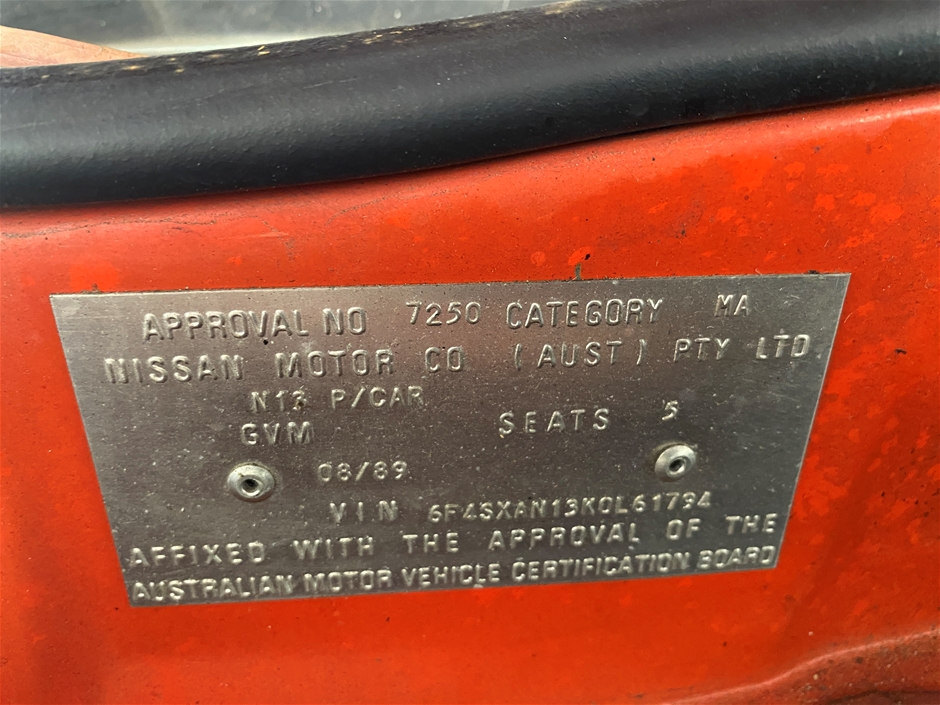 APPROVAL NO 7250 CATEGORY MA
NISSAN MOTOR CO (AUST) PTY LTD
N13 P/CAR
GVM SEATS 5
08/89
VIN 6F4SXAN13K0L61794
AFFIXED WITH THE APPROVAL OF THE
AUSTRALIAN MOTOR VEHICLE CERTIFICATION BOARD